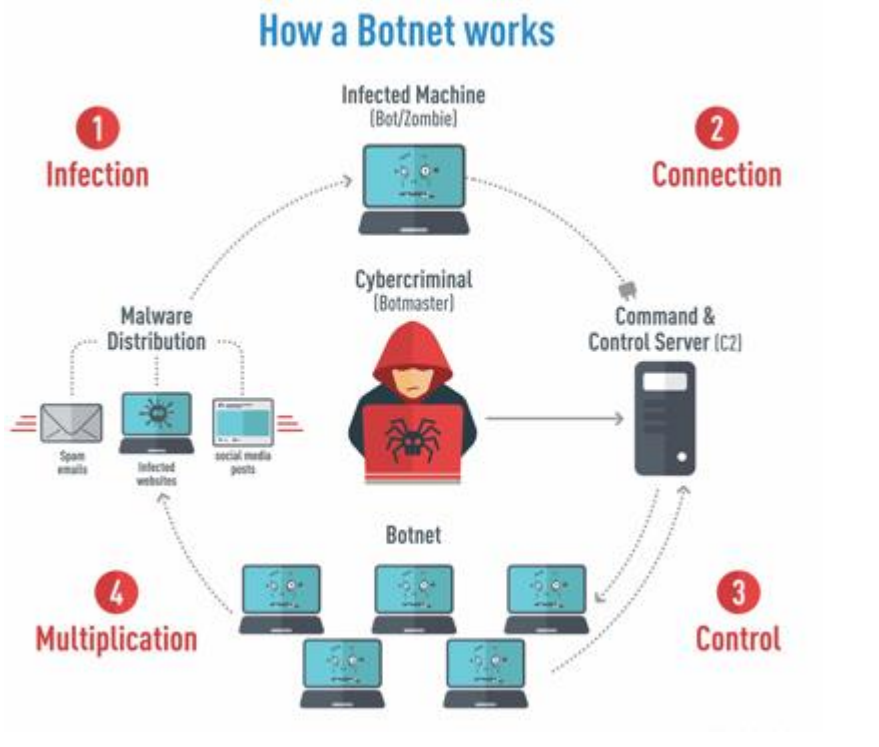 How a Botnet works
Infected Machine
(Bot/Zombie)
1
Infection
2
Connection
Cybercriminal
(Botmaster)
Malware
Distribution
Command &
Control Server (C2)
Spam
emails
Infected
websites
social media
posts
Botnet
4
Multiplication
3
Control